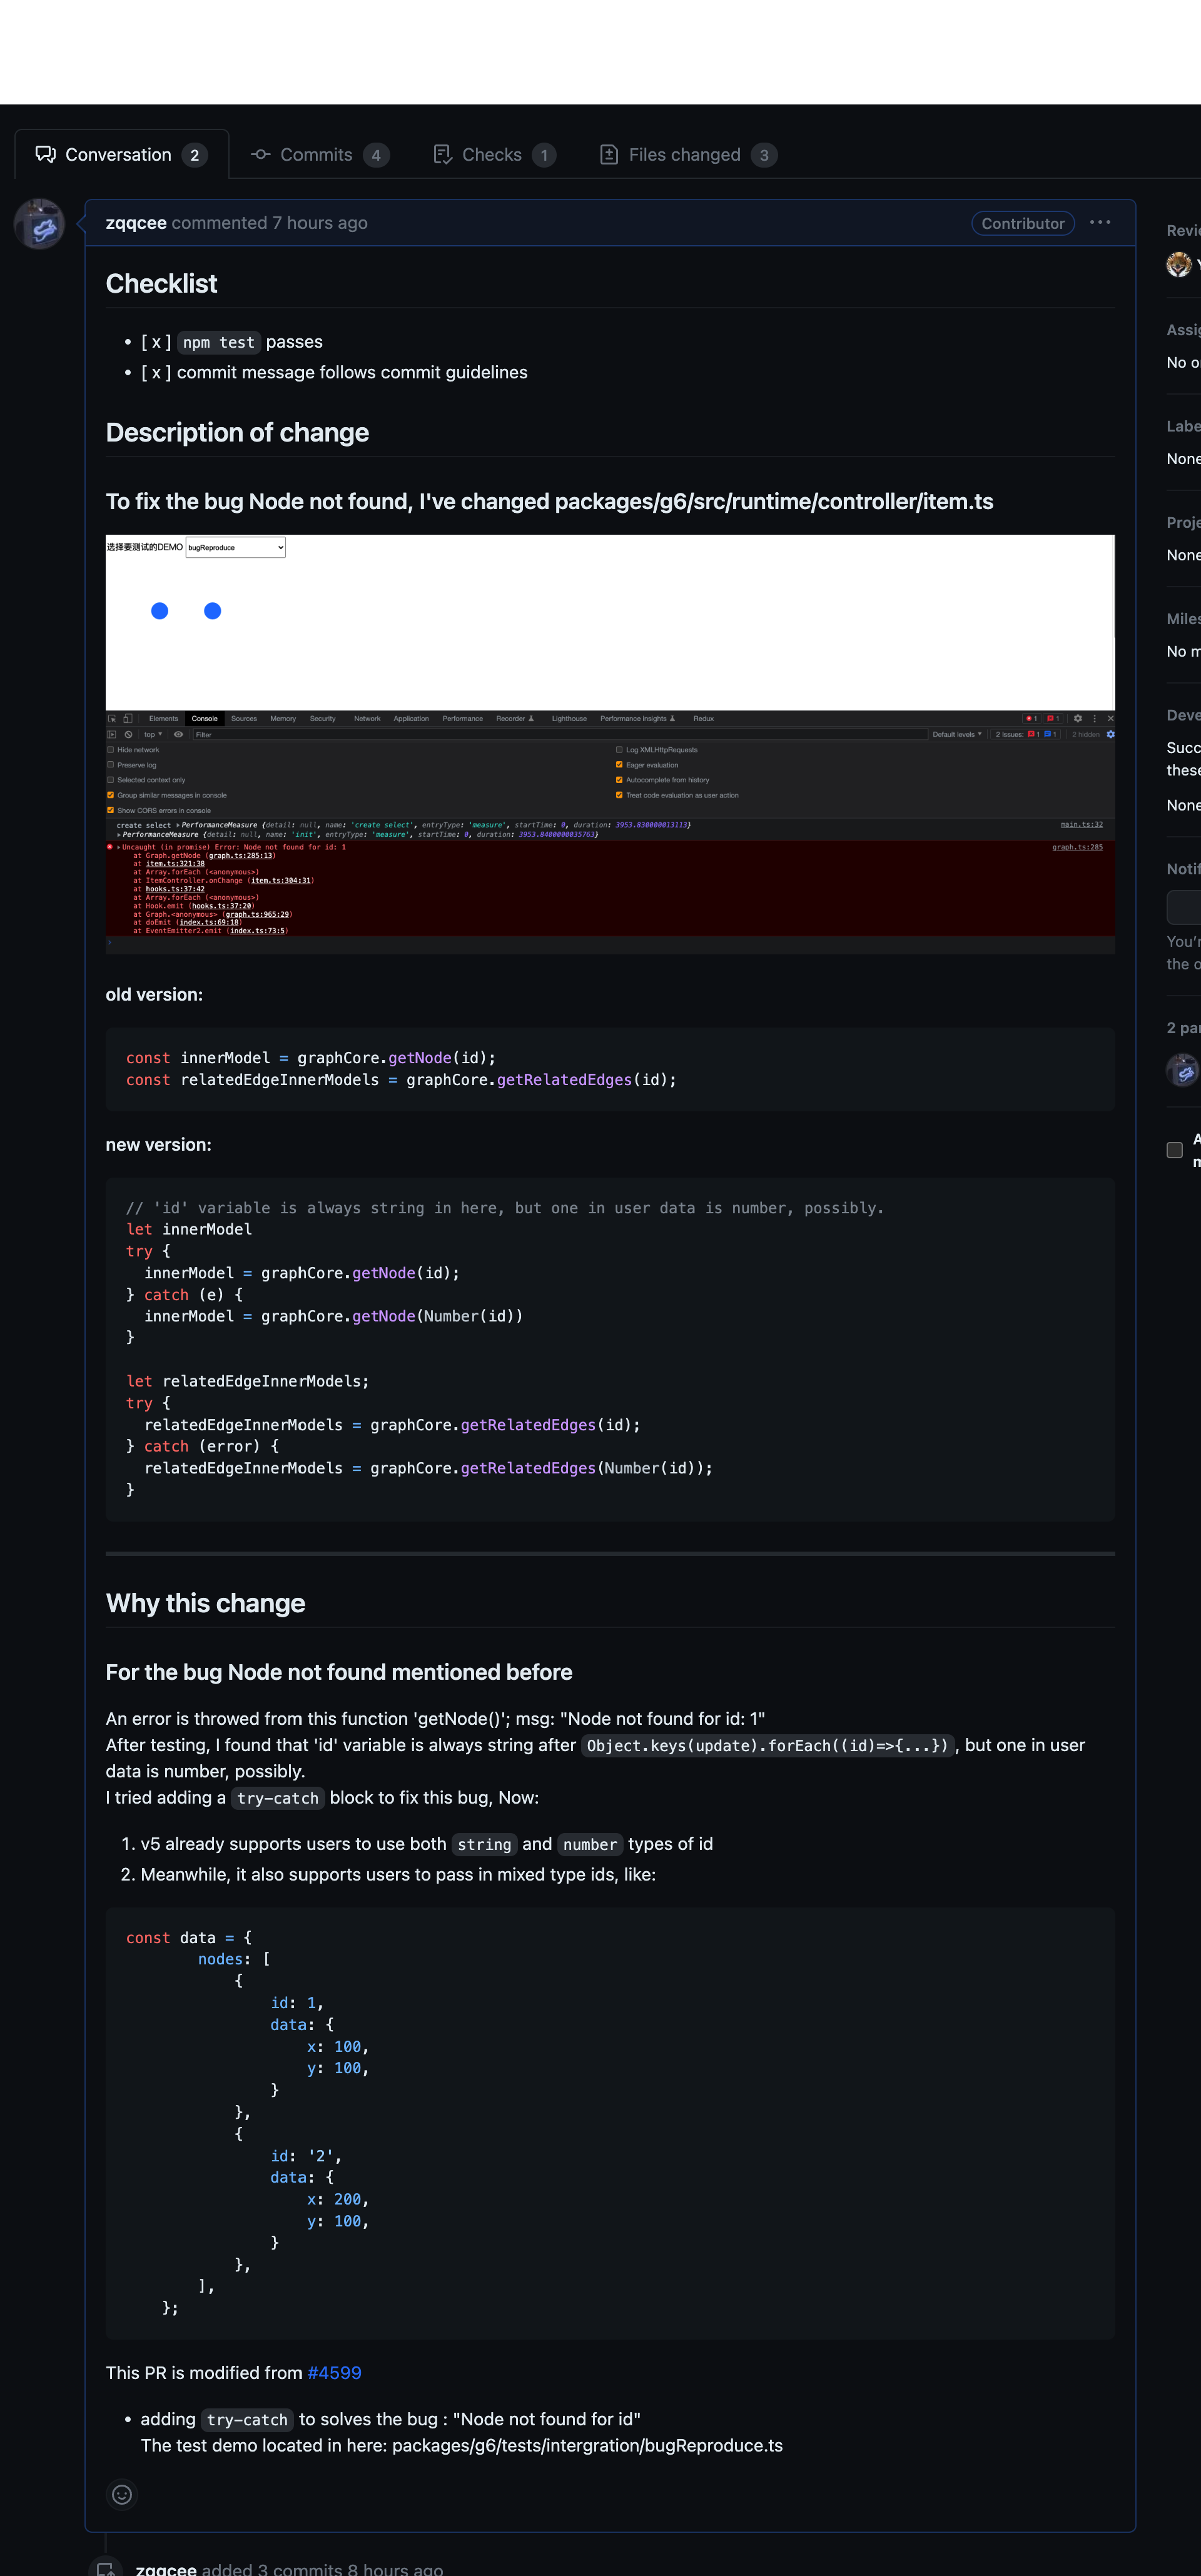 Conversation 2
Commits 4
Checks 1
Files changed 3
zqqcee commented 7 hours ago
Contributor
Checklist
[ x ] npm test passes
[ x ] commit message follows commit guidelines
Description of change
To fix the bug Node not found, I've changed packages/g6/src/runtime/controller/item.ts
选择要测试的DEMO bugReproduce
Elements Console Sources Memory Security Network Application Performance Recorder Lighthouse Performance insights Redux 1 1
top Filter Default levels 2 Issues: 1 1 2 hidden
Hide network Log XMLHttpRequests
Preserve log Eager evaluation
Selected context only Autocomplete from history
Group similar messages in console Treat code evaluation as user action
Show CORS errors in console
create select PerformanceMeasure {detail: null, name: 'create select', entryType: 'measure', startTime: 0, duration: 3953.830000013113} main.ts:32
PerformanceMeasure {detail: null, name: 'init', entryType: 'measure', startTime: 0, duration: 3953.8400000035763}
Uncaught (in promise) Error: Node not found for id: 1 graph.ts:285
at Graph.getNode (graph.ts:285:13)
at item.ts:321:38
at Array.forEach (<anonymous>)
at ItemController.onChange (item.ts:304:31)
at hooks.ts:37:42
at Array.forEach (<anonymous>)
at Hook.emit (hooks.ts:37:20)
at Graph.<anonymous> (graph.ts:965:29)
at doEmit (index.ts:69:18)
at EventEmitter2.emit (index.ts:73:5)
old version:
const innerModel = graphCore.getNode(id);
const relatedEdgeInnerModels = graphCore.getRelatedEdges(id);
new version:
// 'id' variable is always string in here, but one in user data is number, possibly.
let innerModel
try {
innerModel = graphCore.getNode(id);
} catch (e) {
innerModel = graphCore.getNode(Number(id))
}
let relatedEdgeInnerModels;
try {
relatedEdgeInnerModels = graphCore.getRelatedEdges(id);
} catch (error) {
relatedEdgeInnerModels = graphCore.getRelatedEdges(Number(id));
}
Why this change
For the bug Node not found mentioned before
An error is throwed from this function 'getNode()'; msg: "Node not found for id: 1"
After testing, I found that 'id' variable is always string after Object.keys(update).forEach((id)=>{...}) , but one in user
data is number, possibly.
I tried adding a try-catch block to fix this bug, Now:
1. v5 already supports users to use both string and number types of id
2. Meanwhile, it also supports users to pass in mixed type ids, like:
const data = {
nodes: [
{
id: 1,
data: {
x: 100,
y: 100,
}
},
{
id: '2',
data: {
x: 200,
y: 100,
}
},
],
};
This PR is modified from #4599
adding try-catch to solves the bug : "Node not found for id"
The test demo located in here: packages/g6/tests/intergration/bugReproduce.ts
zqqcee added 3 commits 8 hours ago
Revi
Assig
No o
Labe
None
Proje
None
Miles
No m
Deve
Succ
these
None
Notif
You'r
the o
2 par
A
m